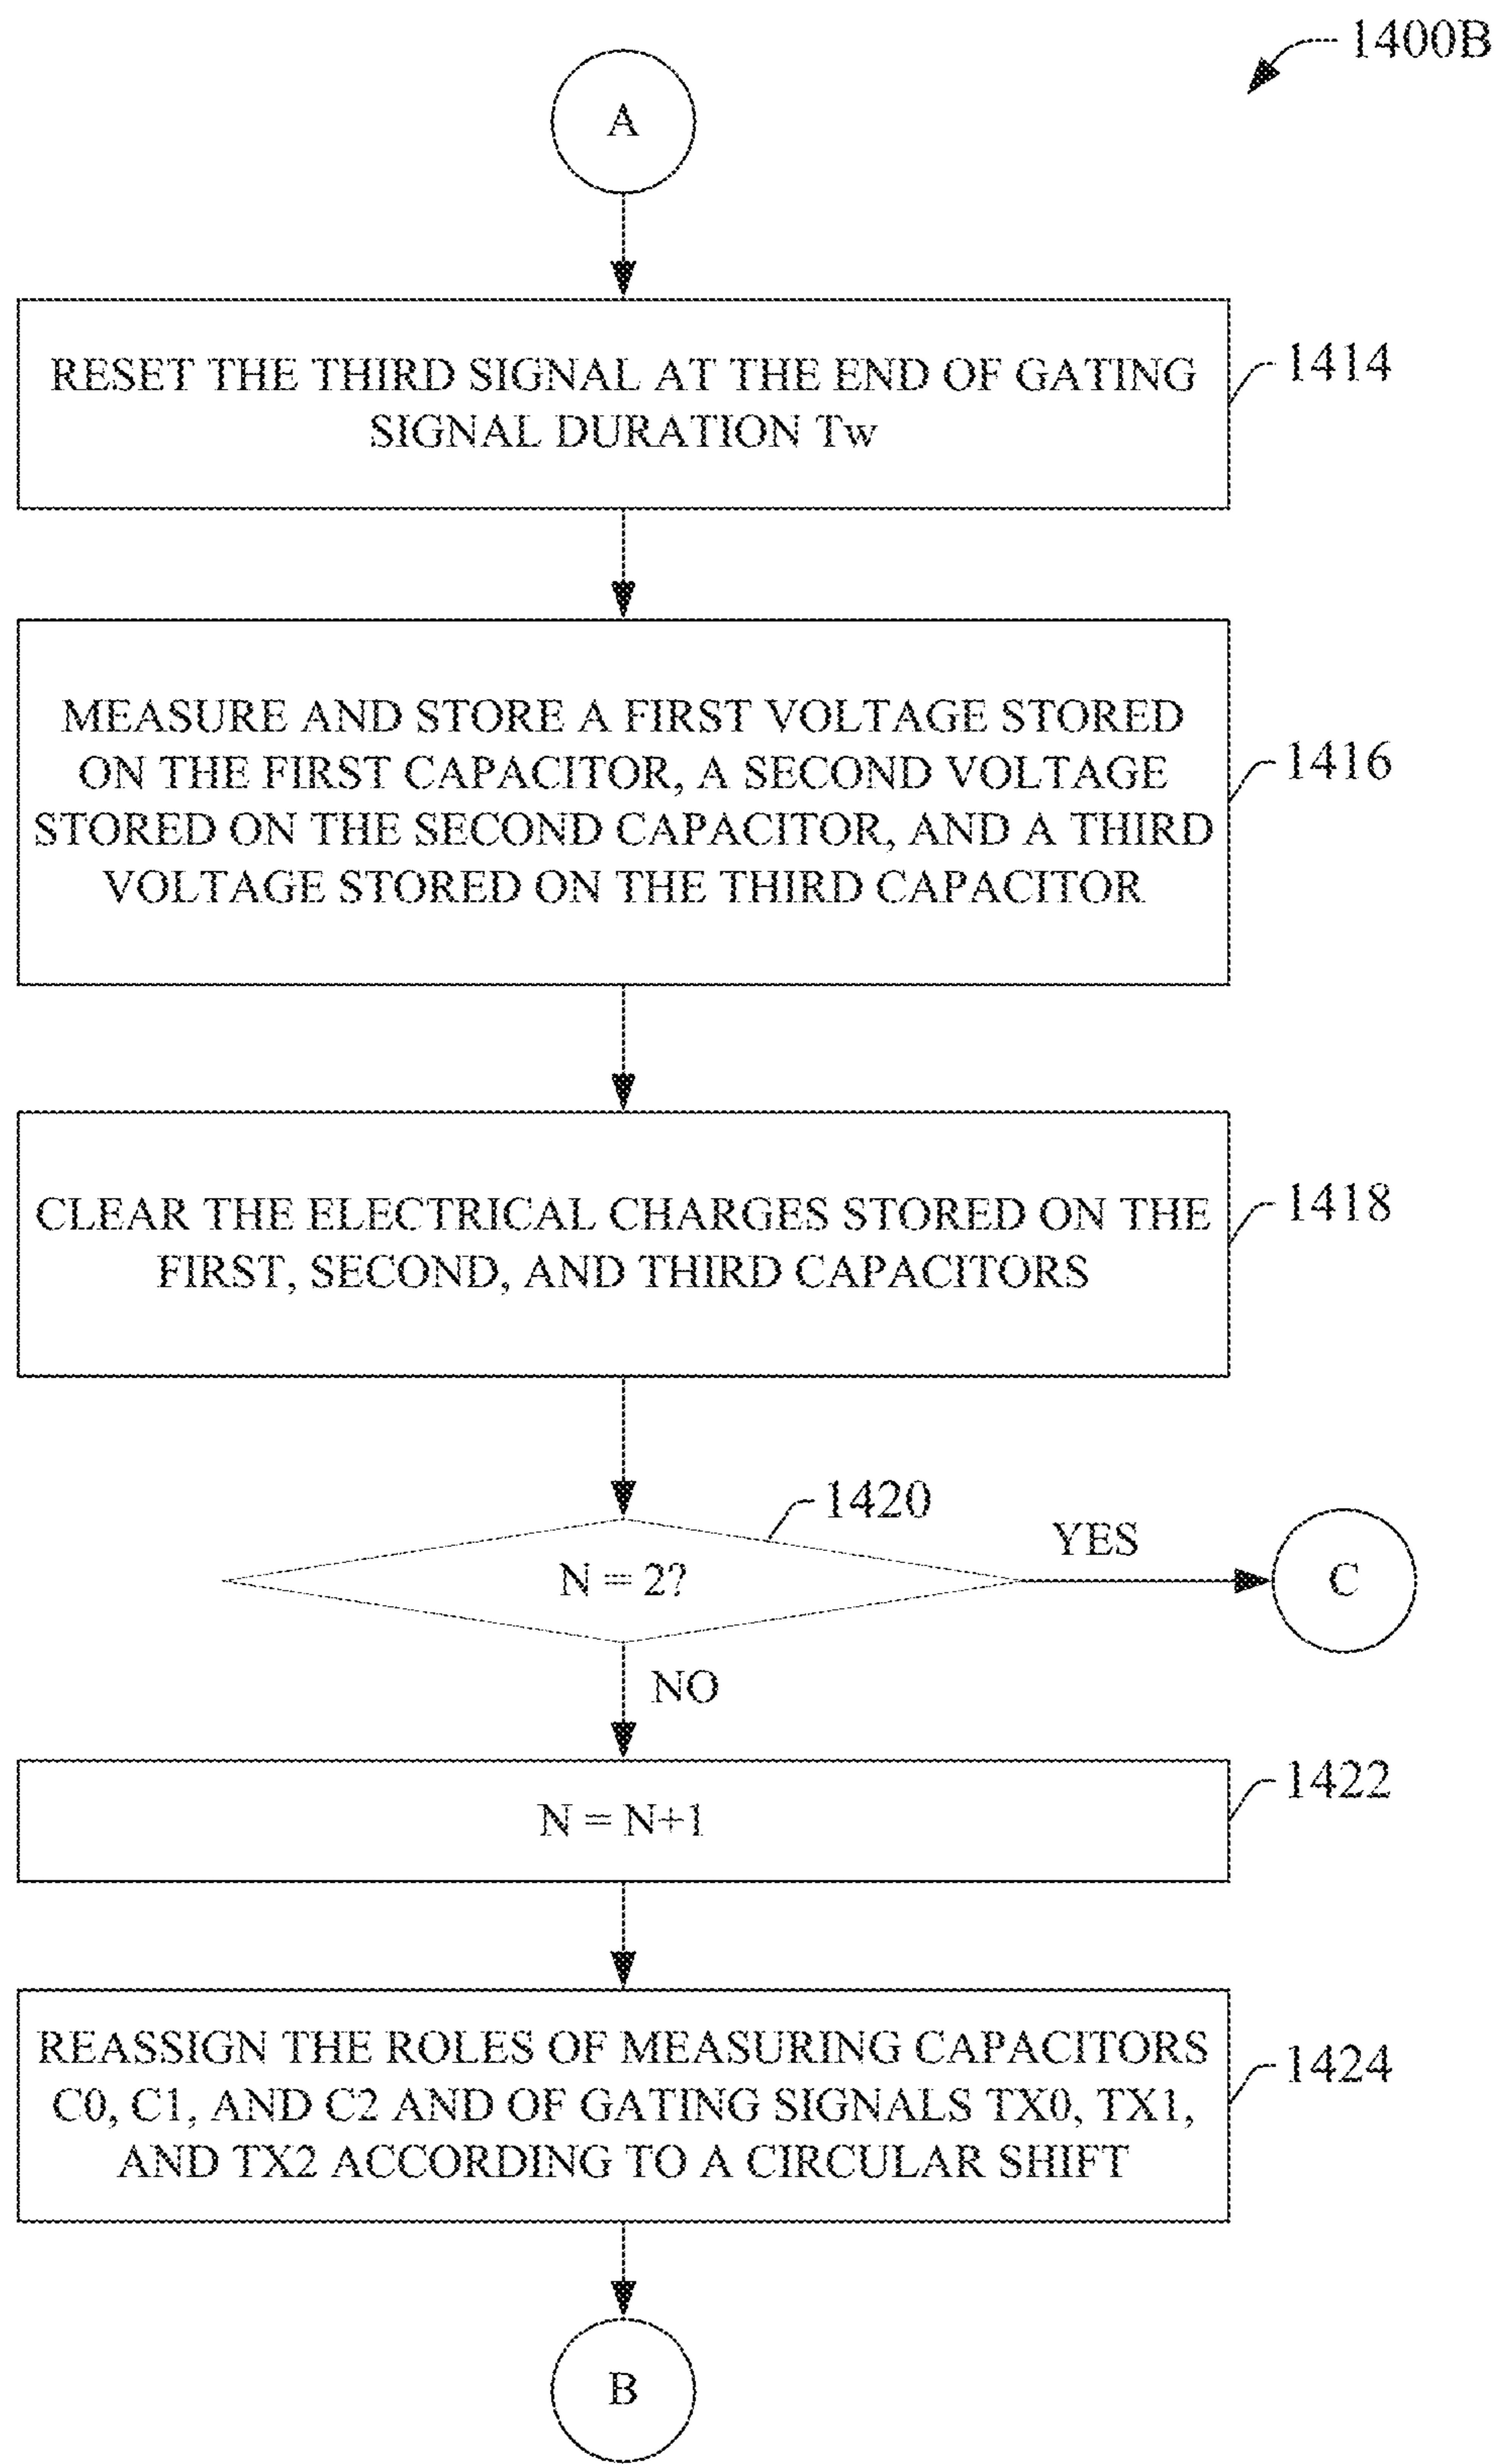 1400B
A
RESET THE THIRD SIGNAL AT THE END OF GATING
SIGNAL DURATION Tw
1414
MEASURE AND STORE A FIRST VOLTAGE STORED
ON THE FIRST CAPACITOR, A SECOND VOLTAGE
STORED ON THE SECOND CAPACITOR, AND A THIRD
VOLTAGE STORED ON THE THIRD CAPACITOR
1416
CLEAR THE ELECTRICAL CHARGES STORED ON THE
FIRST, SECOND, AND THIRD CAPACITORS
1418
1420
N = 2?
YES
C
NO
N = N+1
1422
REASSIGN THE ROLES OF MEASURING CAPACITORS
C0, C1, AND C2 AND OF GATING SIGNALS TX0, TX1,
AND TX2 ACCORDING TO A CIRCULAR SHIFT
1424
B